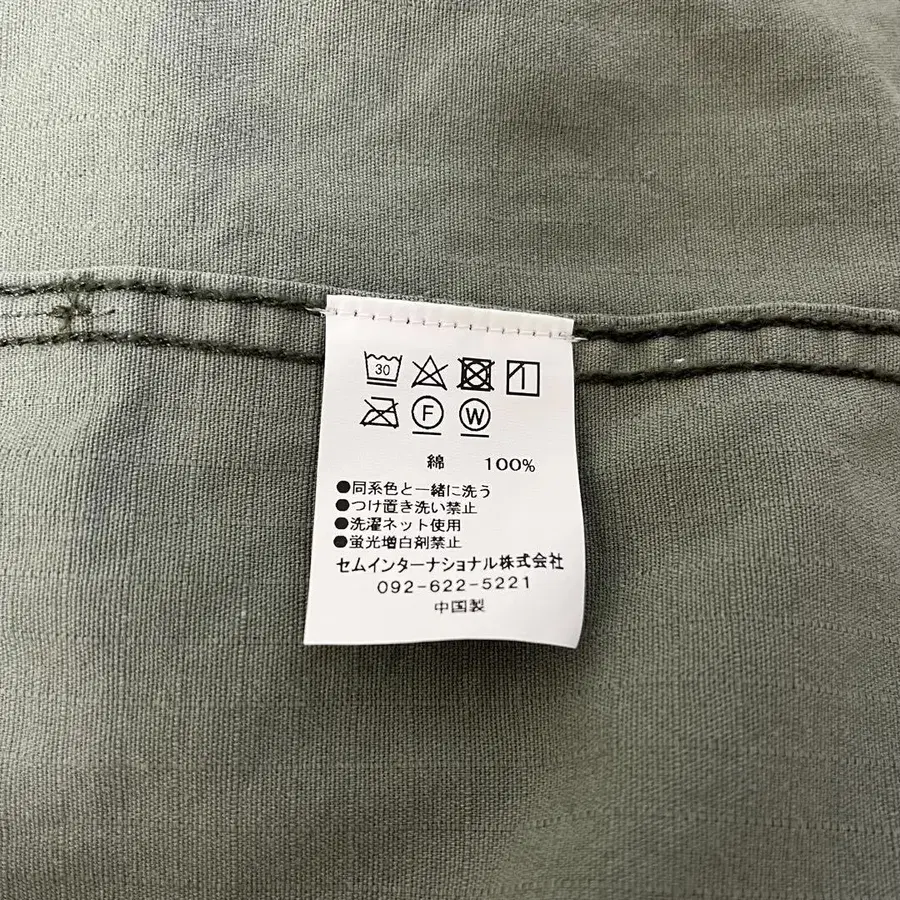 30
F W
綿 100%
●同系色と一緒に洗う
●つけ置き洗い禁止
●洗濯ネット使用
●蛍光増白剤禁止
セムインターナショナル株式会社
092-622-5221
中国製